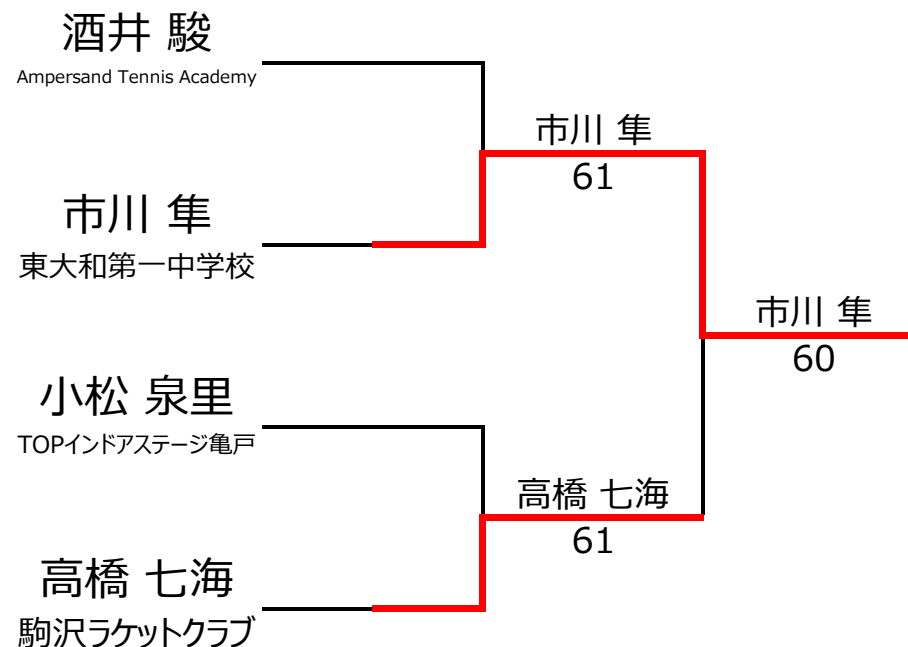 酒井 駿
Ampersand Tennis Academy
市川 隼
61
市川 隼
東大和第一中学校
市川 隼
60
小松 泉里
TOPインドアステージ亀戸
高橋 七海
61
高橋 七海
駒沢ラケットクラブ